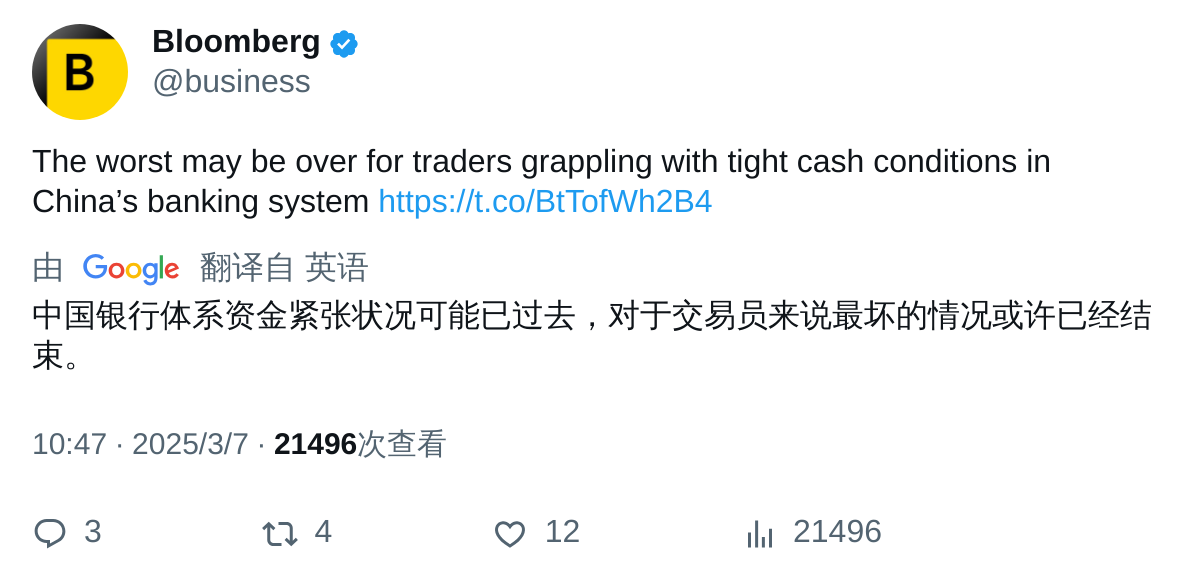 B
Bloomberg
@business
The worst may be over for traders grappling with tight cash conditions in
China’s banking system https://t.co/BtTofWh2B4
由 Google 翻译自 英语
中国银行体系资金紧张状况可能已过去，对于交易员来说最坏的情况或许已经结
束。
10:47 · 2025/3/7 · 21496次查看
3 4 12 21496